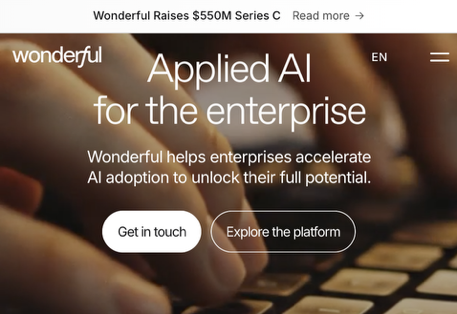 Wonderful Raises $550M Series C Read more →
wonderful
EN
Applied AI
for the enterprise
Wonderful helps enterprises accelerate
AI adoption to unlock their full potential.
Get in touch
Explore the platform